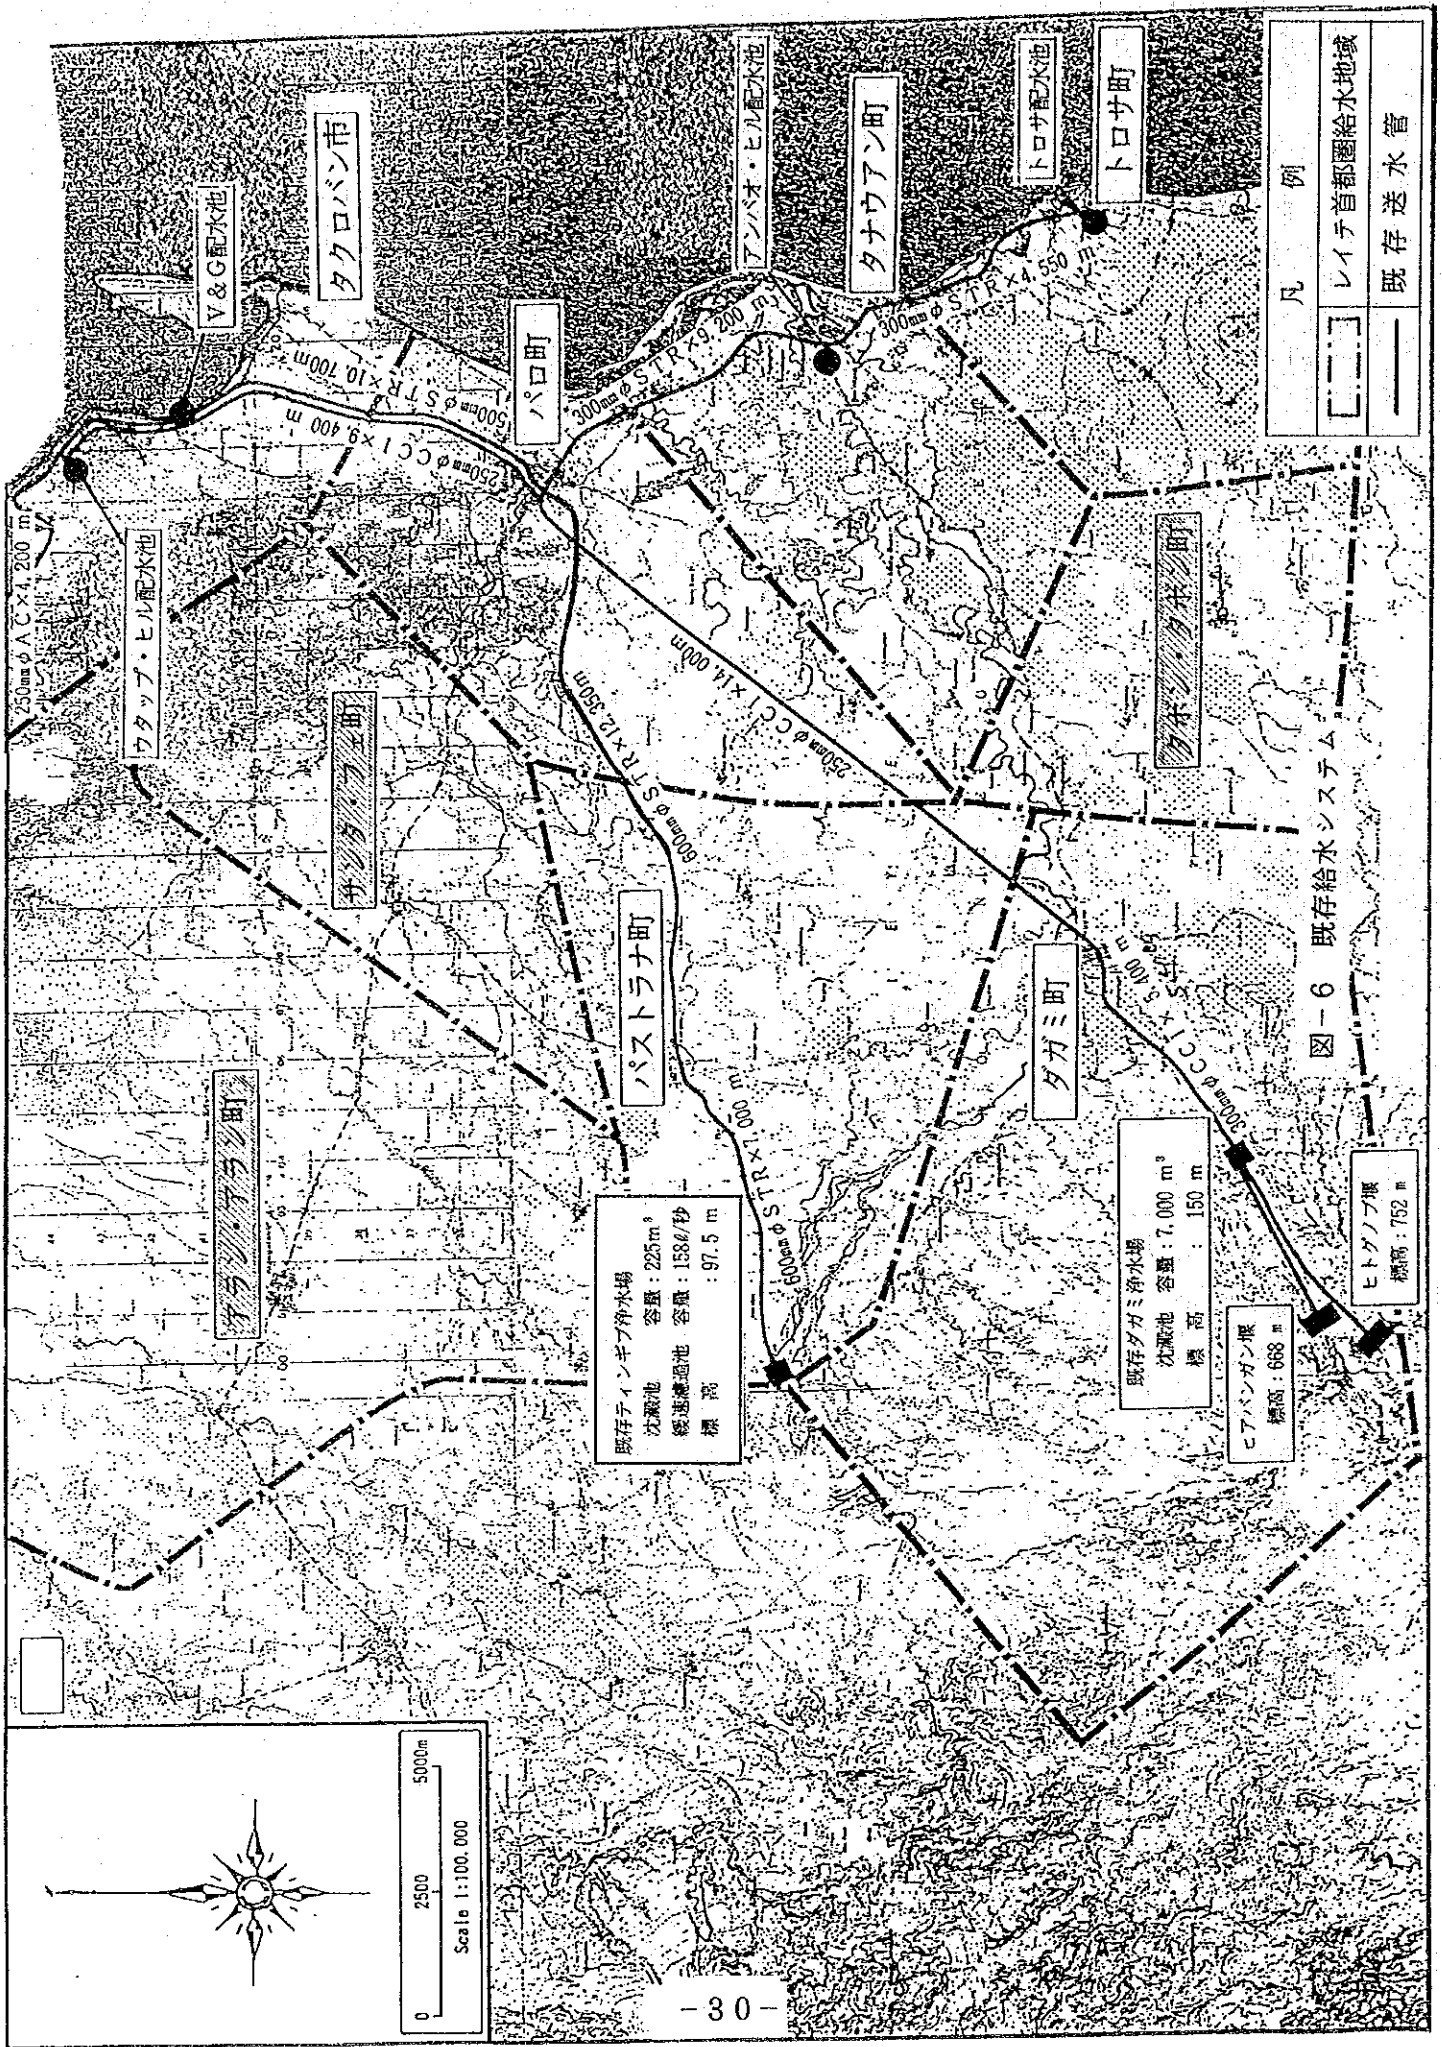 250mmφAC×4,200 m
ウタップ・ヒル配水池
V&G配水池
タクロバン市
サンタ・フェ町
アランアラン町
250mmφCCI×9,400 m
500mmφSTR×10,700m
パロ町
300mmφSTR×9,200 m
アンバオ・ヒル配水池
タナウアン町
300mmφSTR×4,550 m
トロサ配水池
トロサ町
600mmφSTR×12,350m
250mmφCCI×14,000m
パストラナ町
600mmφSTR×7,000 m
タボンタボン町
ダガミ町
300mmφCCI×5,400 m
既存ティンギブ浄水場
沈澱池 容量:225m³
緩速濾過池 容量:158ℓ/秒
標 高 :97.5 m
既存ダガミ浄水場
沈澱池 容量:7,000 m³
標 高 : 150 m
ヒアバンガン堰
標高:668 m
ヒトグノブ堰
標高:752 m
凡 例
レイテ首都圏給水地域
既 存 送 水 管
図-6 既存給水システム
0 2500 5000m
Scale 1:100,000
-30-